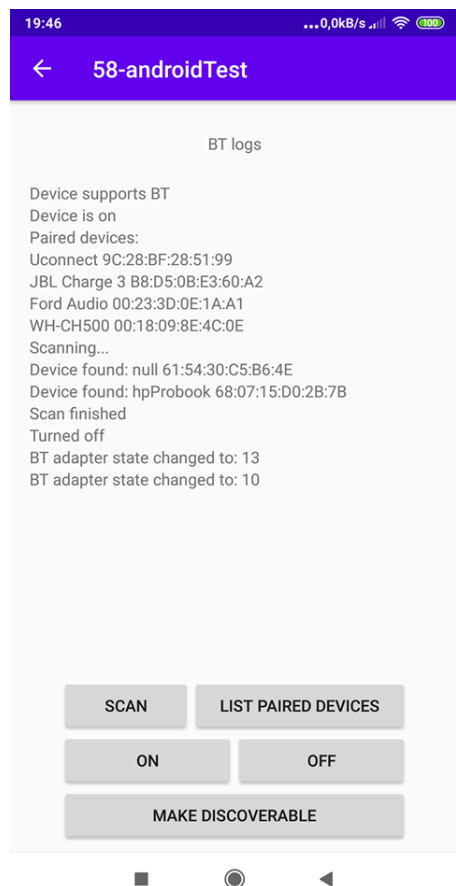 19:46
...0,0kB/s
100
58-androidTest
BT logs
Device supports BT
Device is on
Paired devices:
Uconnect 9C:28:BF:28:51:99
JBL Charge 3 B8:D5:0B:E3:60:A2
Ford Audio 00:23:3D:0E:1A:A1
WH-CH500 00:18:09:8E:4C:0E
Scanning...
Device found: null 61:54:30:C5:B6:4E
Device found: hpProbook 68:07:15:D0:2B:7B
Scan finished
Turned off
BT adapter state changed to: 13
BT adapter state changed to: 10
SCAN
LIST PAIRED DEVICES
ON
OFF
MAKE DISCOVERABLE